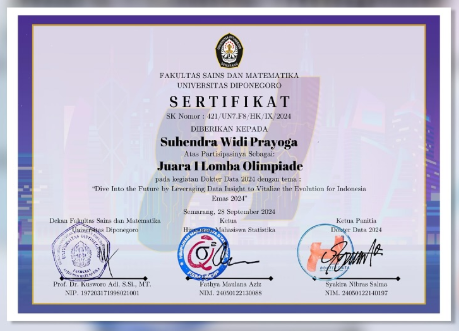 FAKULTAS SAINS DAN MATEMATIKA
UNIVERSITAS DIPONEGORO
SERTIFIKAT
SK Nomor : 421/UN7.F8/HK/IX/2024
DIBERIKAN KEPADA
Suhendra Widi Prayoga
Atas Partisipasinya Sebagai:
Juara I Lomba Olimpiade
pada kegiatan Dokter Data 2024 dengan tema:
"Dive Into the Future by Leveraging Data Insight to Vitalize the Evolution for Indonesia
Emas 2024"
Semarang, 28 September 2024
Dekan Fakultas Sains dan Matematika
Universitas Diponegoro
Ketua
Himpunan Mahasiswa Statistika
Ketua Panitia
Dokter Data 2024
Prof. Dr. Kusworo Adi, S.Si., MT.
NIP. 197203171998021001
Fathya Maulana Aziz
NIM. 24050122130088
Syakira Nibras Salma
NIM. 24050122140197